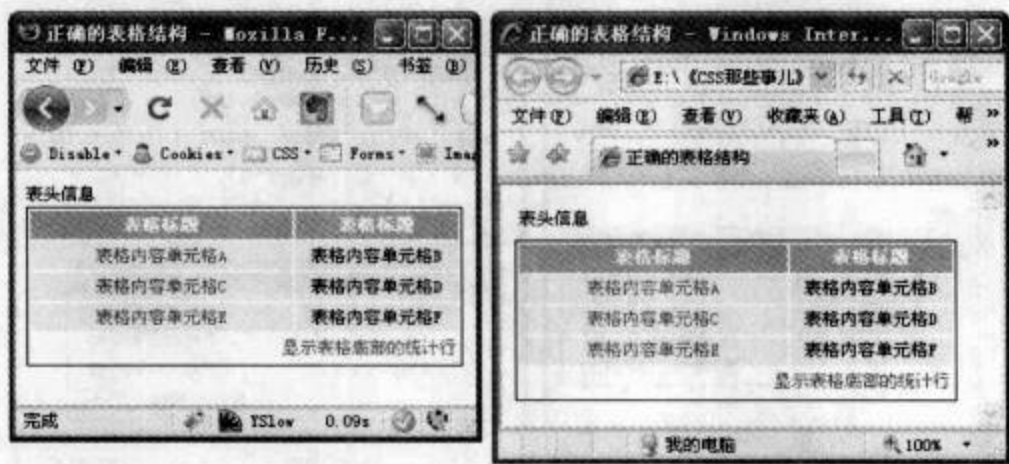 正确的表格结构 - Mozilla F...
文件(F) 编辑(E) 查看(V) 历史(S) 书签(B)
Disable Cookies CSS Forms Imag
表头信息
表格标题 表格标题
表格内容单元格A 表格内容单元格B
表格内容单元格C 表格内容单元格D
表格内容单元格E 表格内容单元格F
显示表格底部的统计行
完成 YSlow 0.09s
正确的表格结构 - Windows Inter...
E:\《CSS那些事儿》 Google
文件(F) 编辑(E) 查看(V) 收藏夹(A) 工具(T) 帮 »
正确的表格结构 »
表头信息
表格标题 表格标题
表格内容单元格A 表格内容单元格B
表格内容单元格C 表格内容单元格D
表格内容单元格E 表格内容单元格F
显示表格底部的统计行
我的电脑 100%